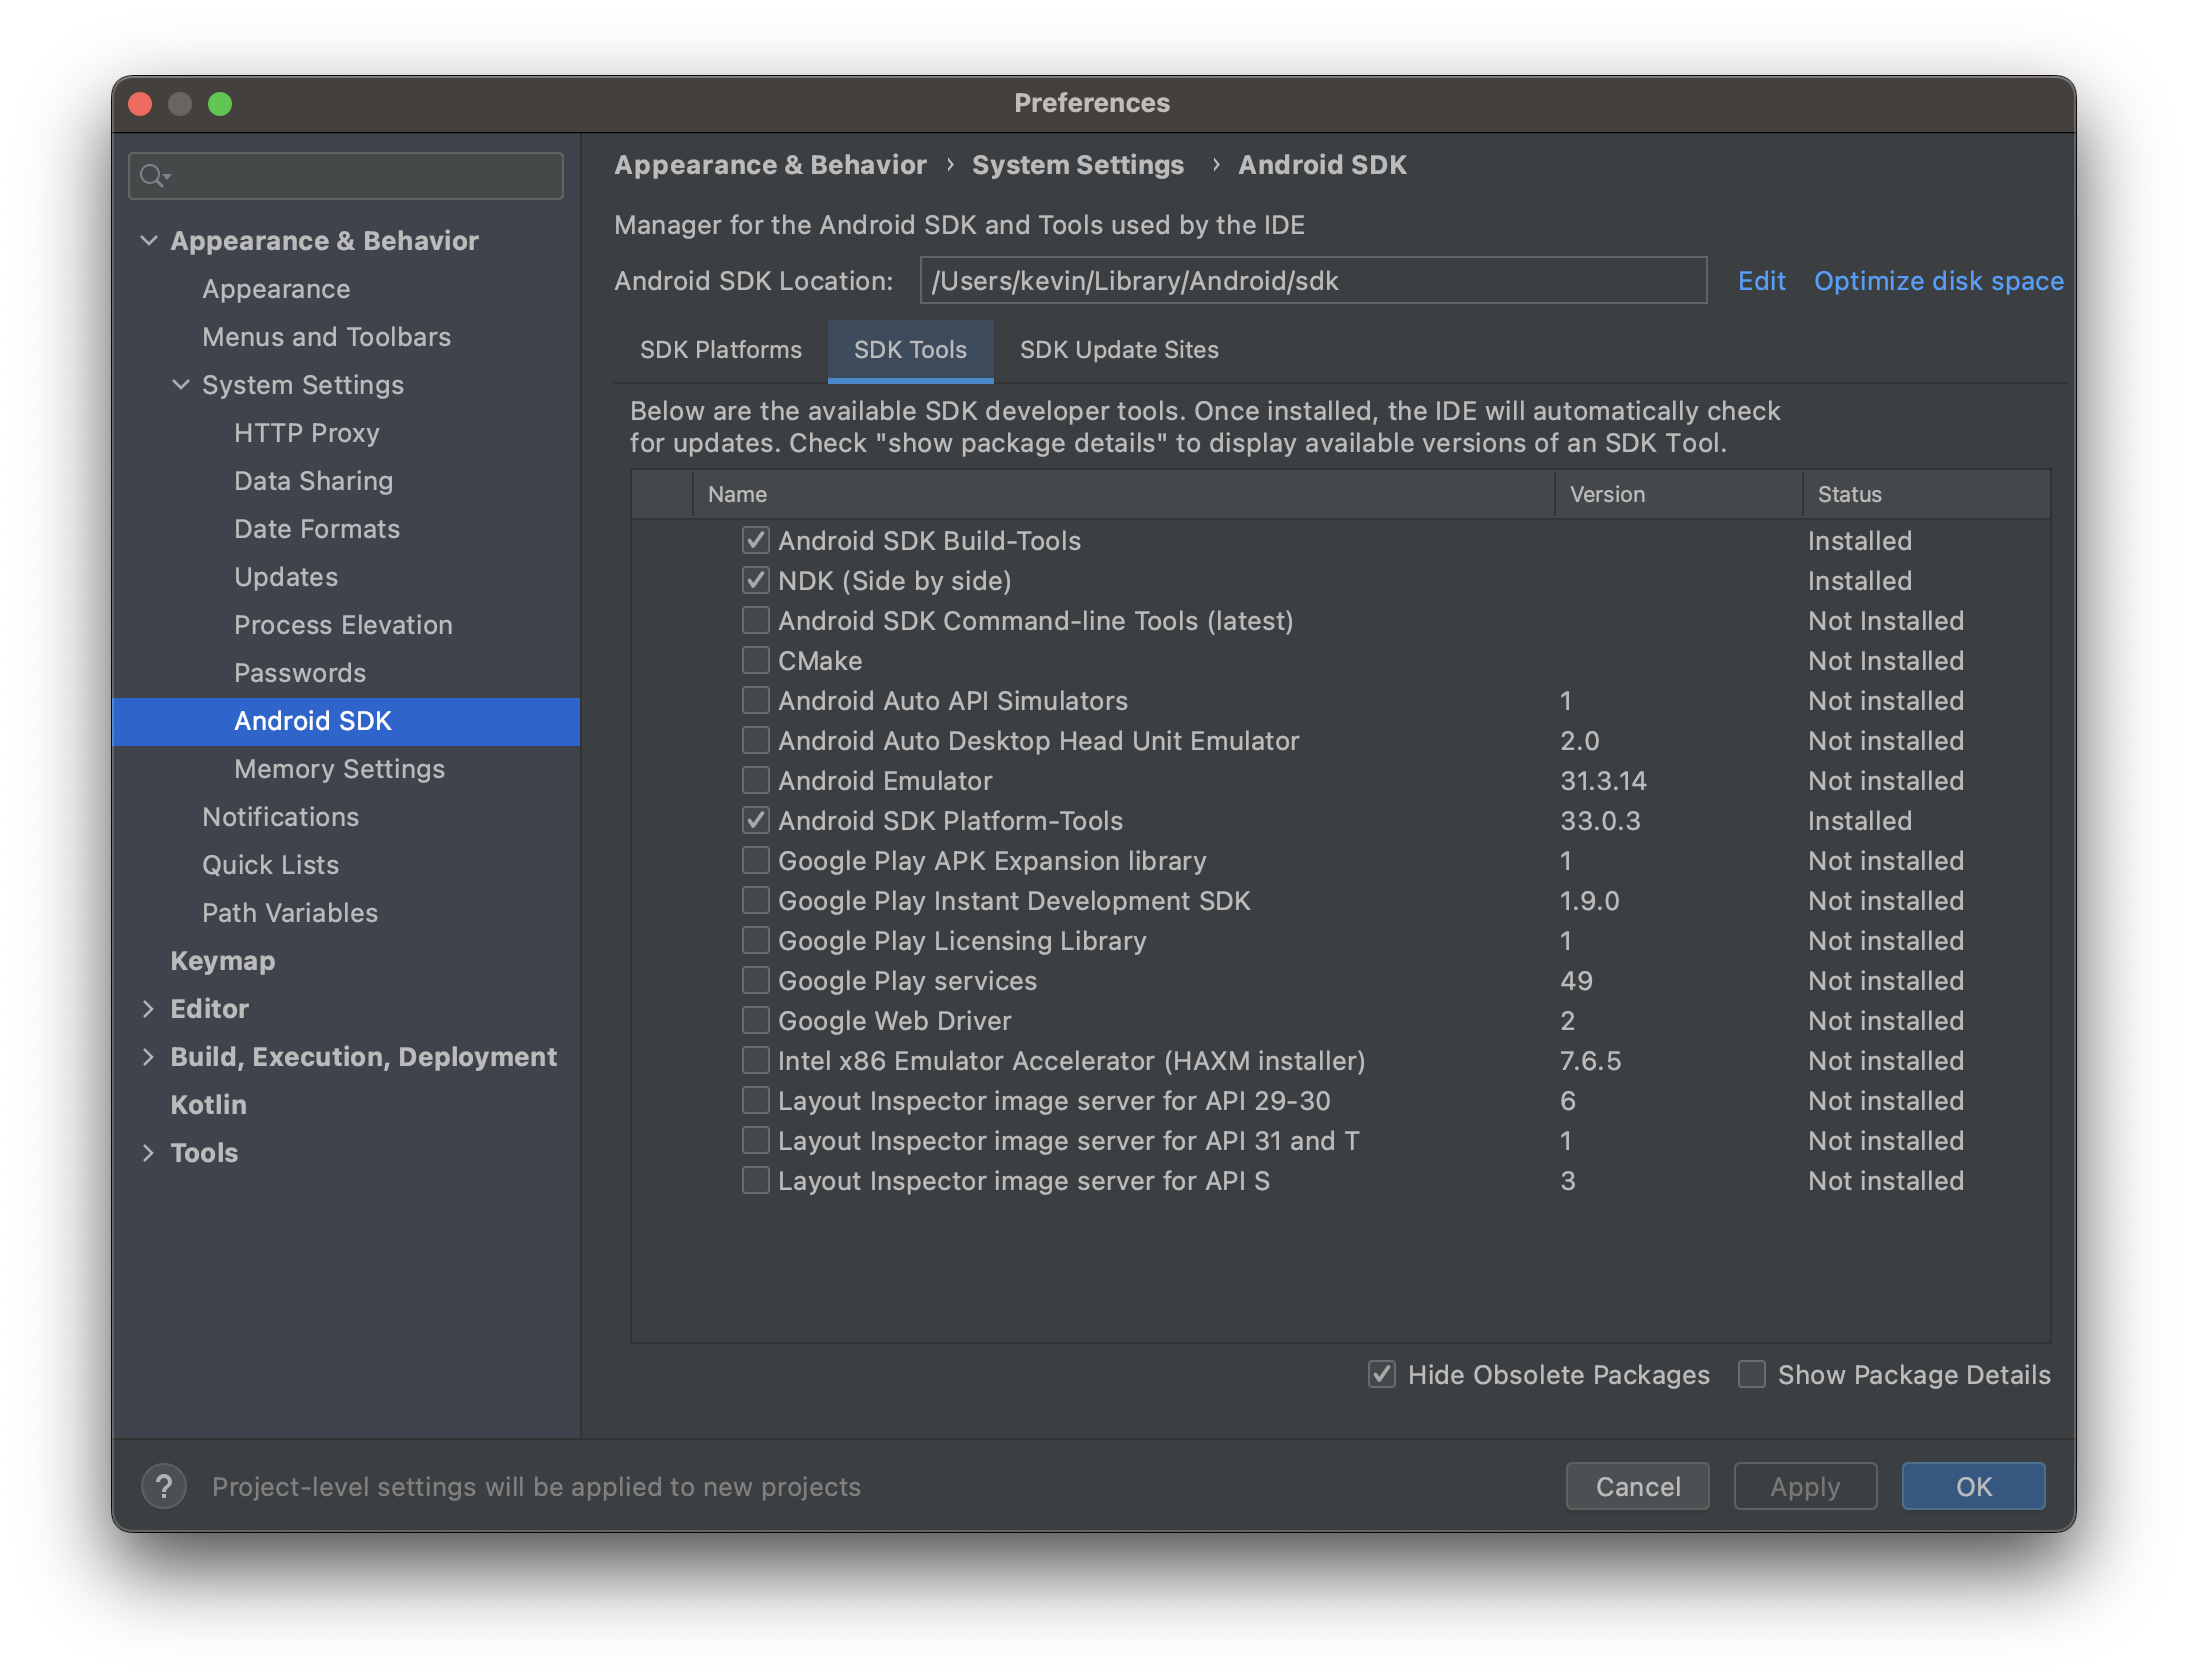 Preferences
Appearance & Behavior
Appearance
Menus and Toolbars
System Settings
HTTP Proxy
Data Sharing
Date Formats
Updates
Process Elevation
Passwords
Android SDK
Memory Settings
Notifications
Quick Lists
Path Variables
Keymap
Editor
Build, Execution, Deployment
Kotlin
Tools
Appearance & Behavior › System Settings › Android SDK
Manager for the Android SDK and Tools used by the IDE
Android SDK Location: /Users/kevin/Library/Android/sdk Edit Optimize disk space
SDK Platforms SDK Tools SDK Update Sites
Below are the available SDK developer tools. Once installed, the IDE will automatically check
for updates. Check "show package details" to display available versions of an SDK Tool.
Name Version Status
Android SDK Build-Tools Installed
NDK (Side by side) Installed
Android SDK Command-line Tools (latest) Not Installed
CMake Not Installed
Android Auto API Simulators 1 Not installed
Android Auto Desktop Head Unit Emulator 2.0 Not installed
Android Emulator 31.3.14 Not installed
Android SDK Platform-Tools 33.0.3 Installed
Google Play APK Expansion library 1 Not installed
Google Play Instant Development SDK 1.9.0 Not installed
Google Play Licensing Library 1 Not installed
Google Play services 49 Not installed
Google Web Driver 2 Not installed
Intel x86 Emulator Accelerator (HAXM installer) 7.6.5 Not installed
Layout Inspector image server for API 29-30 6 Not installed
Layout Inspector image server for API 31 and T 1 Not installed
Layout Inspector image server for API S 3 Not installed
Hide Obsolete Packages Show Package Details
? Project-level settings will be applied to new projects
Cancel Apply OK